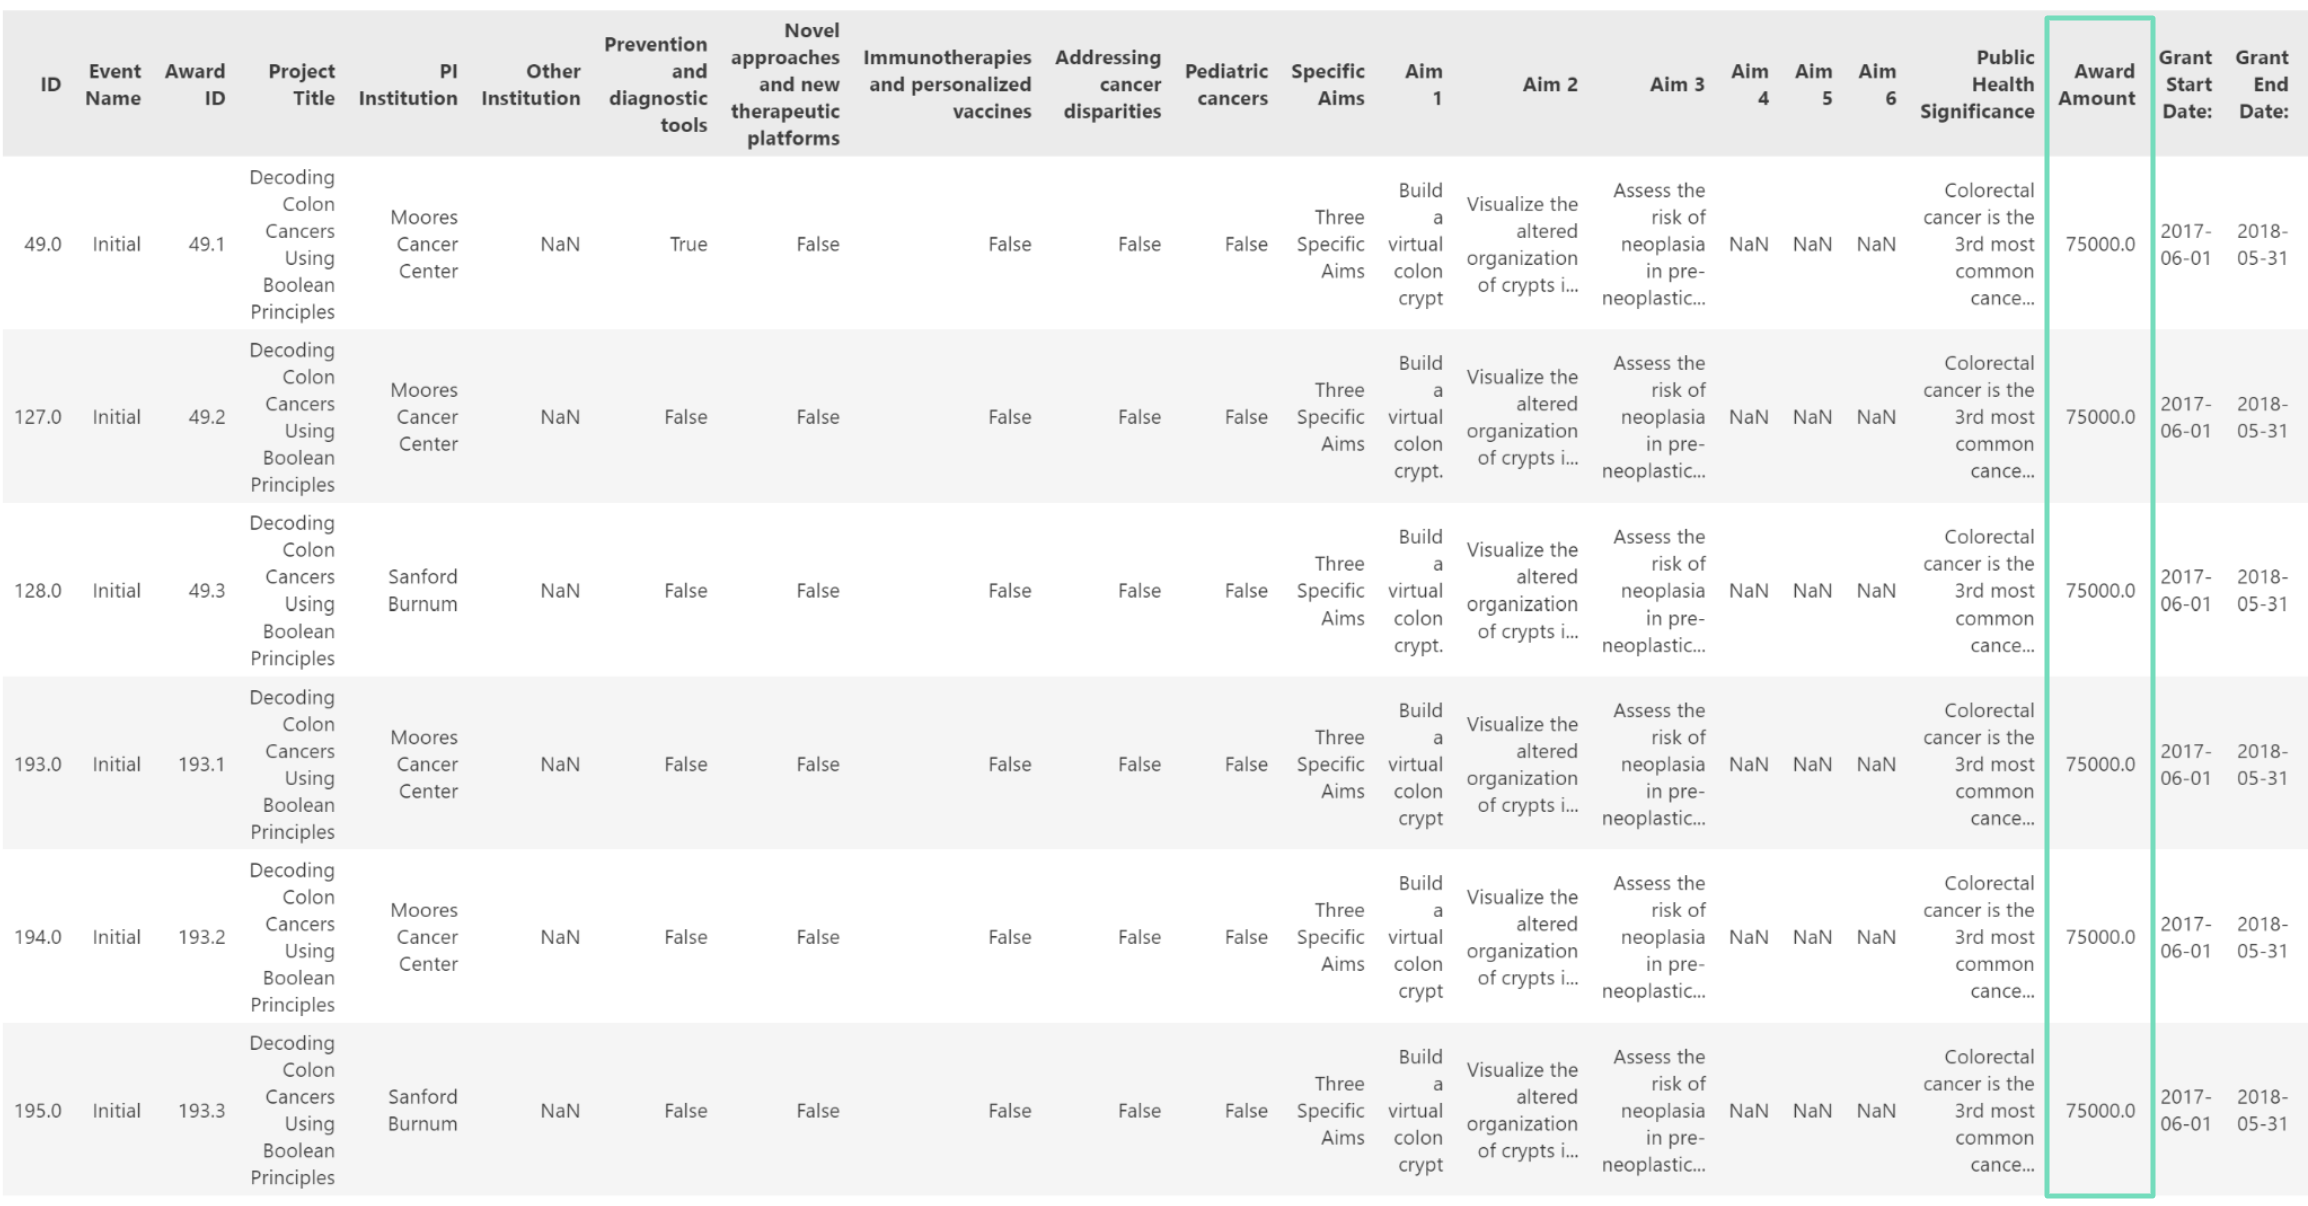 ID Event Name Award ID Project Title PI Institution Other Institution Prevention and diagnostic tools Novel approaches and new therapeutic platforms Immunotherapies and personalized vaccines Addressing cancer disparities Pediatric cancers Specific Aims Aim 1 Aim 2 Aim 3 Aim 4 Aim 5 Aim 6 Public Health Significance Award Amount Grant Start Date: Grant End Date:
49.0 Initial 49.1 Decoding Colon Cancers Using Boolean Principles Moores Cancer Center NaN True False False False False Three Specific Aims Build a virtual colon crypt Visualize the altered organization of crypts i... Assess the risk of neoplasia in pre-neoplastic... NaN NaN NaN Colorectal cancer is the 3rd most common cance... 75000.0 2017-06-01 2018-05-31
127.0 Initial 49.2 Decoding Colon Cancers Using Boolean Principles Moores Cancer Center NaN False False False False False Three Specific Aims Build a virtual colon crypt. Visualize the altered organization of crypts i... Assess the risk of neoplasia in pre-neoplastic... NaN NaN NaN Colorectal cancer is the 3rd most common cance... 75000.0 2017-06-01 2018-05-31
128.0 Initial 49.3 Decoding Colon Cancers Using Boolean Principles Sanford Burnum NaN False False False False False Three Specific Aims Build a virtual colon crypt. Visualize the altered organization of crypts i... Assess the risk of neoplasia in pre-neoplastic... NaN NaN NaN Colorectal cancer is the 3rd most common cance... 75000.0 2017-06-01 2018-05-31
193.0 Initial 193.1 Decoding Colon Cancers Using Boolean Principles Moores Cancer Center NaN False False False False False Three Specific Aims Build a virtual colon crypt Visualize the altered organization of crypts i... Assess the risk of neoplasia in pre-neoplastic... NaN NaN NaN Colorectal cancer is the 3rd most common cance... 75000.0 2017-06-01 2018-05-31
194.0 Initial 193.2 Decoding Colon Cancers Using Boolean Principles Moores Cancer Center NaN False False False False False Three Specific Aims Build a virtual colon crypt Visualize the altered organization of crypts i... Assess the risk of neoplasia in pre-neoplastic... NaN NaN NaN Colorectal cancer is the 3rd most common cance... 75000.0 2017-06-01 2018-05-31
195.0 Initial 193.3 Decoding Colon Cancers Using Boolean Principles Sanford Burnum NaN False False False False False Three Specific Aims Build a virtual colon crypt Visualize the altered organization of crypts i... Assess the risk of neoplasia in pre-neoplastic... NaN NaN NaN Colorectal cancer is the 3rd most common cance... 75000.0 2017-06-01 2018-05-31